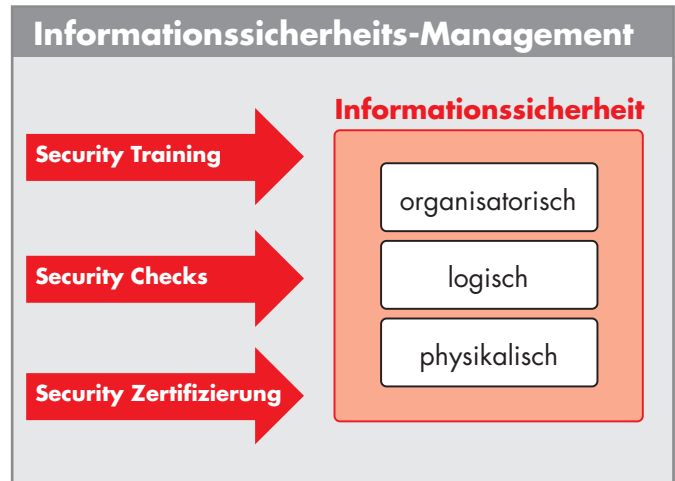 Informationssicherheits-Management
Informationssicherheit
Security Training
organisatorisch
Security Checks
logisch
physikalisch
Security Zertifizierung